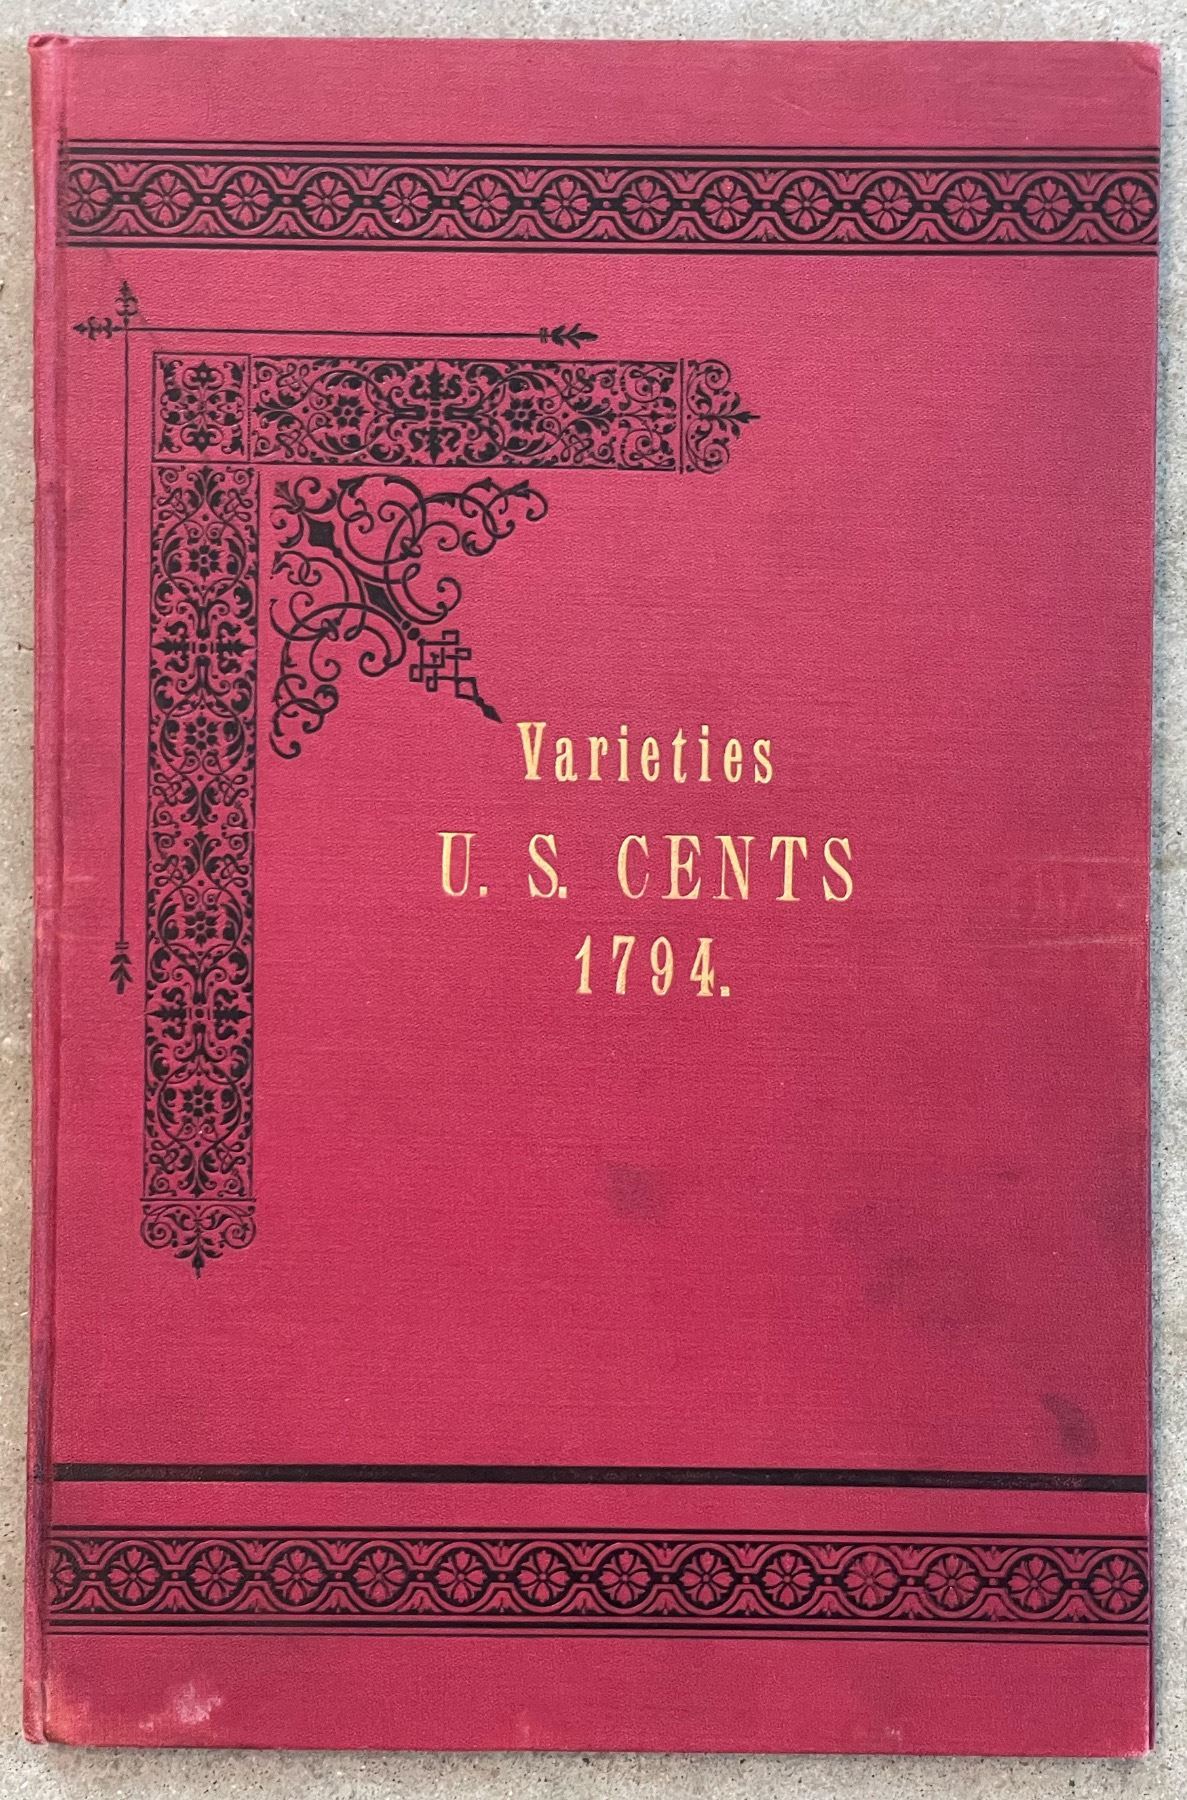 Varieties
U. S. CENTS
1794.